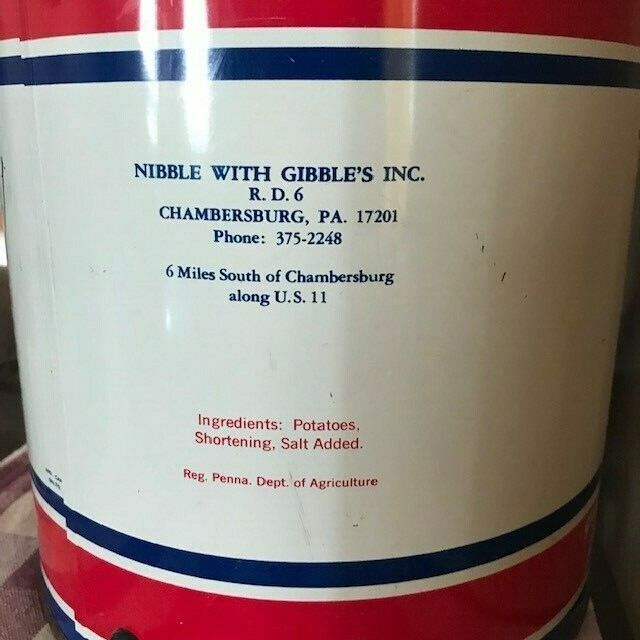 NIBBLE WITH GIBBLE'S INC.
R. D. 6
CHAMBERSBURG, PA. 17201
Phone: 375-2248
6 Miles South of Chambersburg
along U.S. 11
Ingredients: Potatoes,
Shortening, Salt Added.
Reg. Penna. Dept. of Agriculture